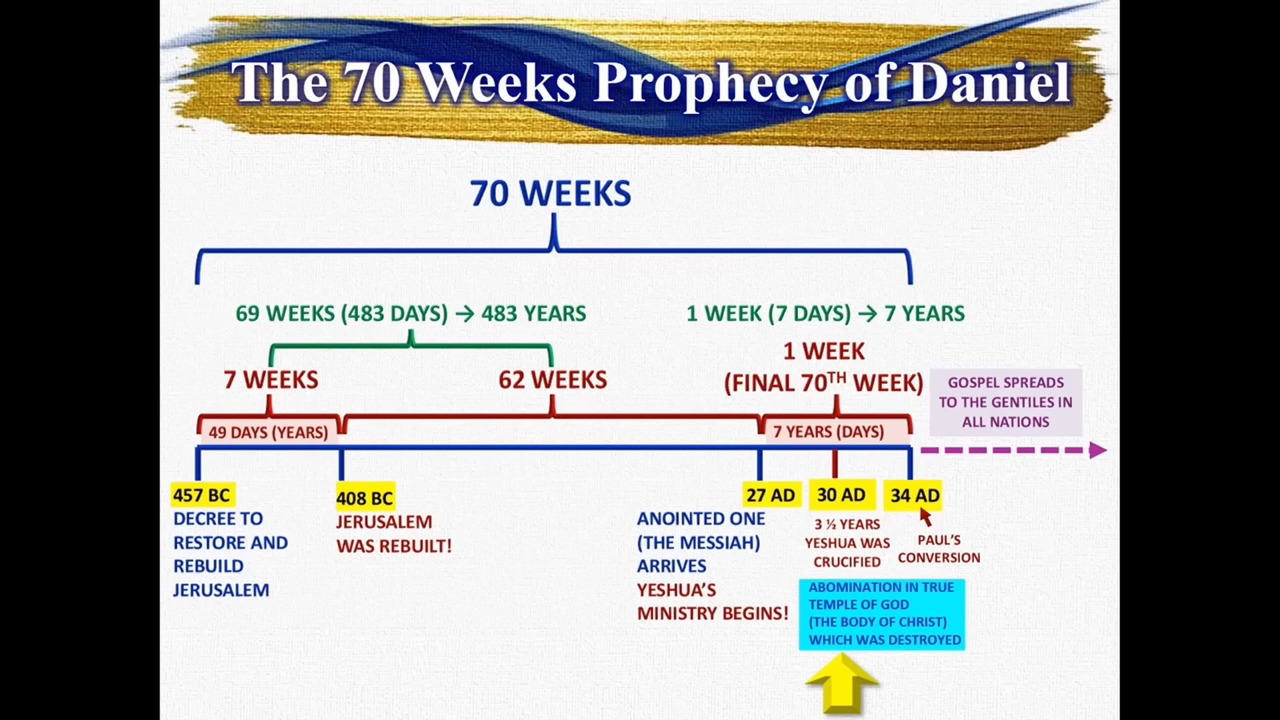 The 70 Weeks Prophecy of Daniel
70 WEEKS
69 WEEKS (483 DAYS) → 483 YEARS
1 WEEK (7 DAYS) → 7 YEARS
7 WEEKS
62 WEEKS
1 WEEK
(FINAL 70TH WEEK)
GOSPEL SPREADS
TO THE GENTILES IN
ALL NATIONS
49 DAYS (YEARS)
7 YEARS (DAYS)
457 BC
DECREE TO
RESTORE AND
REBUILD
JERUSALEM
408 BC
JERUSALEM
WAS REBUILT!
27 AD
ANOINTED ONE
(THE MESSIAH)
ARRIVES
YESHUA'S
MINISTRY BEGINS!
30 AD
3 ½ YEARS
YESHUA WAS
CRUCIFIED
34 AD
PAUL'S
CONVERSION
ABOMINATION IN TRUE
TEMPLE OF GOD
(THE BODY OF CHRIST)
WHICH WAS DESTROYED